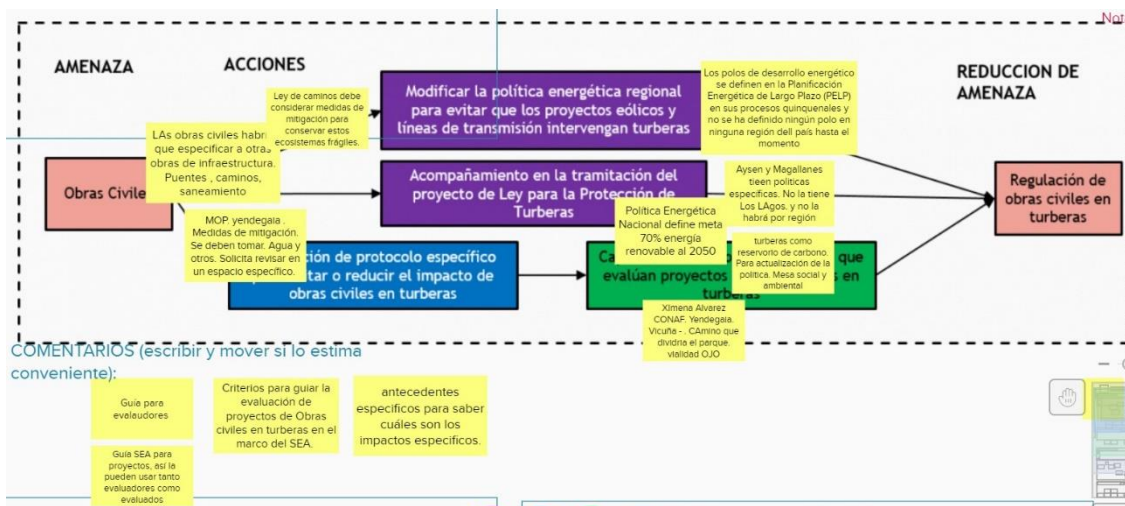 Not
AMENAZA
ACCIONES
REDUCCION DE
AMENAZA
Ley de caminos debe
considerar medidas de
mitigación para
conservar estos
ecosistemas frágiles.
Modificar la política energética regional
para evitar que los proyectos eólicos y
líneas de transmisión intervengan turberas
Los polos de desarrollo energético
se definen en la Planificación
Energética de Largo Plazo (PELP)
en sus procesos quinquenales y
no se ha definido ningún polo en
ninguna región dell país hasta el
momento
LAs obras civiles habri
que especificar a otras
obras de infraestructura.
Puentes , caminos,
saneamiento
Obras Civile
Acompañamiento en la tramitación del
proyecto de Ley para la Protección de
Turberas
Aysen y Magallanes
tieen politicas
especificas. No la tiene
Los LAgos, y no la
habrá por región
Regulación de
obras civiles en
turberas
MOP. yendegaia .
Medidas de mitigación.
Se deben tomar. Agua y
otros. Solicita revisar en
un espacio específico.
Política Energética
Nacional define meta
70% energía
renovable al 2050
turberas como
reservorio de carbono.
Para actualización de la
politica. Mesa social y
ambiental
ción de protocolo específico
tar o reducir el impacto de
obras civiles en turberas
Ca
que
evalúan proyectos
s en
turberas
XImena Alvarez
CONAF. Yendegaia.
Vicuña - . CAmino que
dividria el parque.
vialidad OJO
COMENTARIOS (escribir y mover si lo estima
conveniente):
Guía para
evalaudores
Criterios para guiar la
evaluación de
proyectos de Obras
civiles en turberas en el
marco del SEA.
antecedentes
especificos para saber
cuáles son los
impactos especificos.
Guía SEA para
proyectos, así la
pueden usar tanto
evaluadores como
evaluados